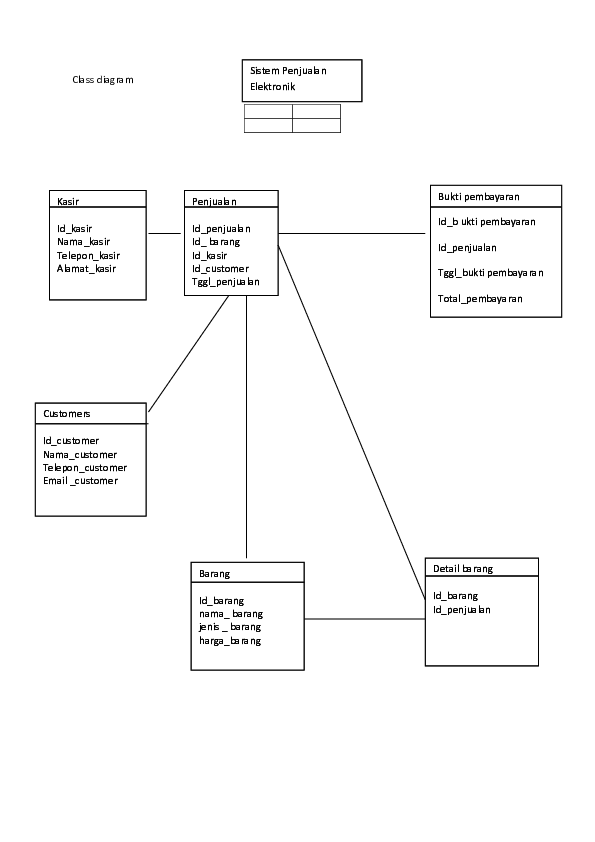 Class diagram
Sistem Penjualan
Elektronik
Kasir
Id_kasir
Nama_kasir
Telepon_kasir
Alamat_kasir
Penjualan
Id_penjualan
Id_ barang
Id_kasir
Id_customer
Tggl_penjualan
Bukti pembayaran
Id_b ukti pembayaran
Id_penjualan
Tggl_bukti pembayaran
Total_pembayaran
Customers
Id_customer
Nama_customer
Telepon_customer
Email _customer
Barang
Id_barang
nama_ barang
jenis _ barang
harga_barang
Detail barang
Id_barang
Id_penjualan